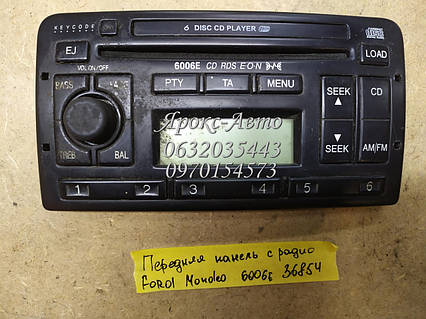 KEYCODE
6 DISC CD PLAYER
EJ
LOAD
VOL ON/OFF
6006E CD RDS E·O·N
BASS
PTY TA MENU
SEEK CD
TREB BAL
SEEK AM/FM
Ярокс-Авто
0632035443
0970154573
1 2 3 4 5 6
Передняя панель с радио
Ford Mondeo 6006E 36854